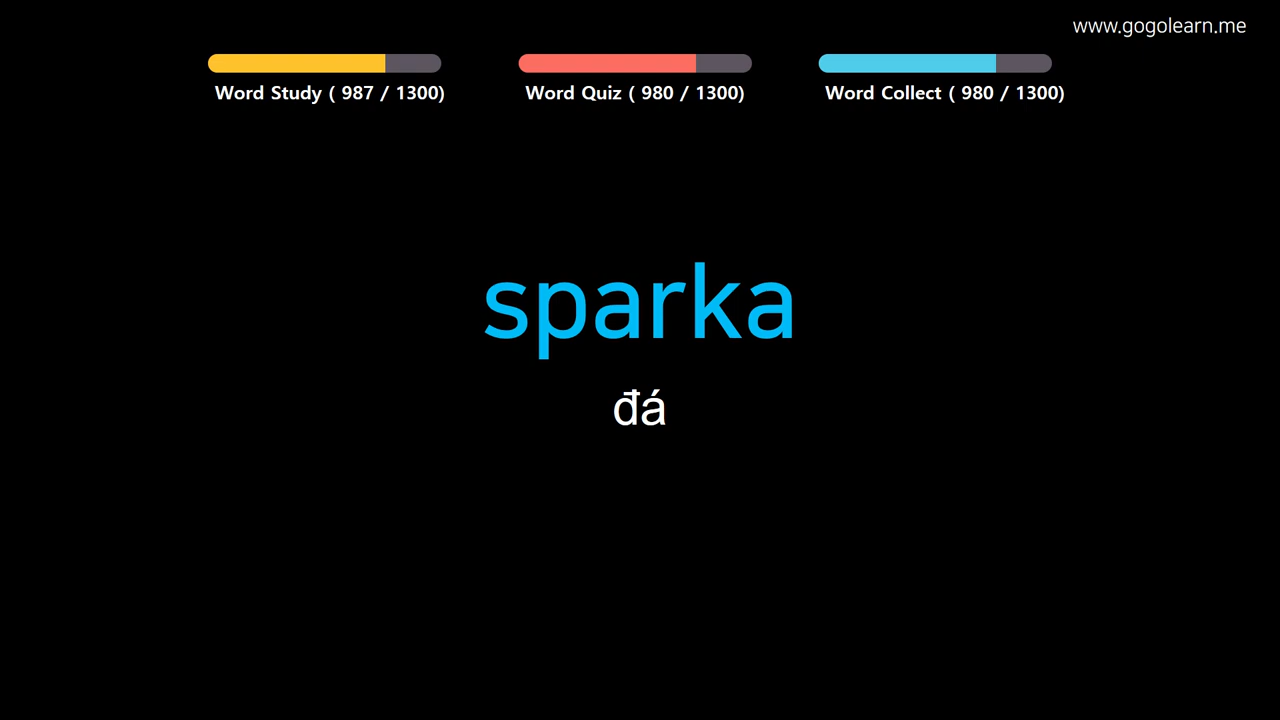 www.gogolearn.me
Word Study ( 987 / 1300)
Word Quiz ( 980 / 1300)
Word Collect ( 980 / 1300)
sparka
đá